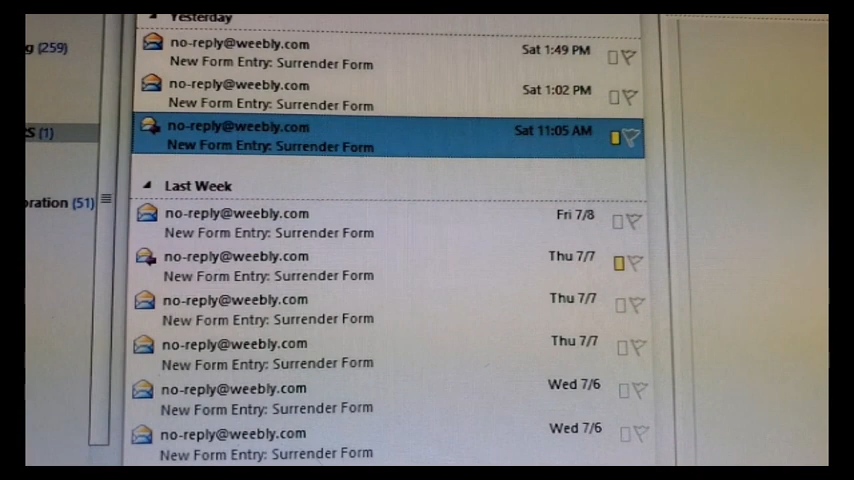 Yesterday
g (259)
no-reply@weebly.com Sat 1:49 PM
New Form Entry: Surrender Form
no-reply@weebly.com Sat 1:02 PM
New Form Entry: Surrender Form
S (1)
no-reply@weebly.com Sat 11:05 AM
New Form Entry: Surrender Form
Last Week
oration (51)
no-reply@weebly.com Fri 7/8
New Form Entry: Surrender Form
no-reply@weebly.com Thu 7/7
New Form Entry: Surrender Form
no-reply@weebly.com Thu 7/7
New Form Entry: Surrender Form
no-reply@weebly.com Thu 7/7
New Form Entry: Surrender Form
no-reply@weebly.com Wed 7/6
New Form Entry: Surrender Form
no-reply@weebly.com Wed 7/6
New Form Entry: Surrender Form